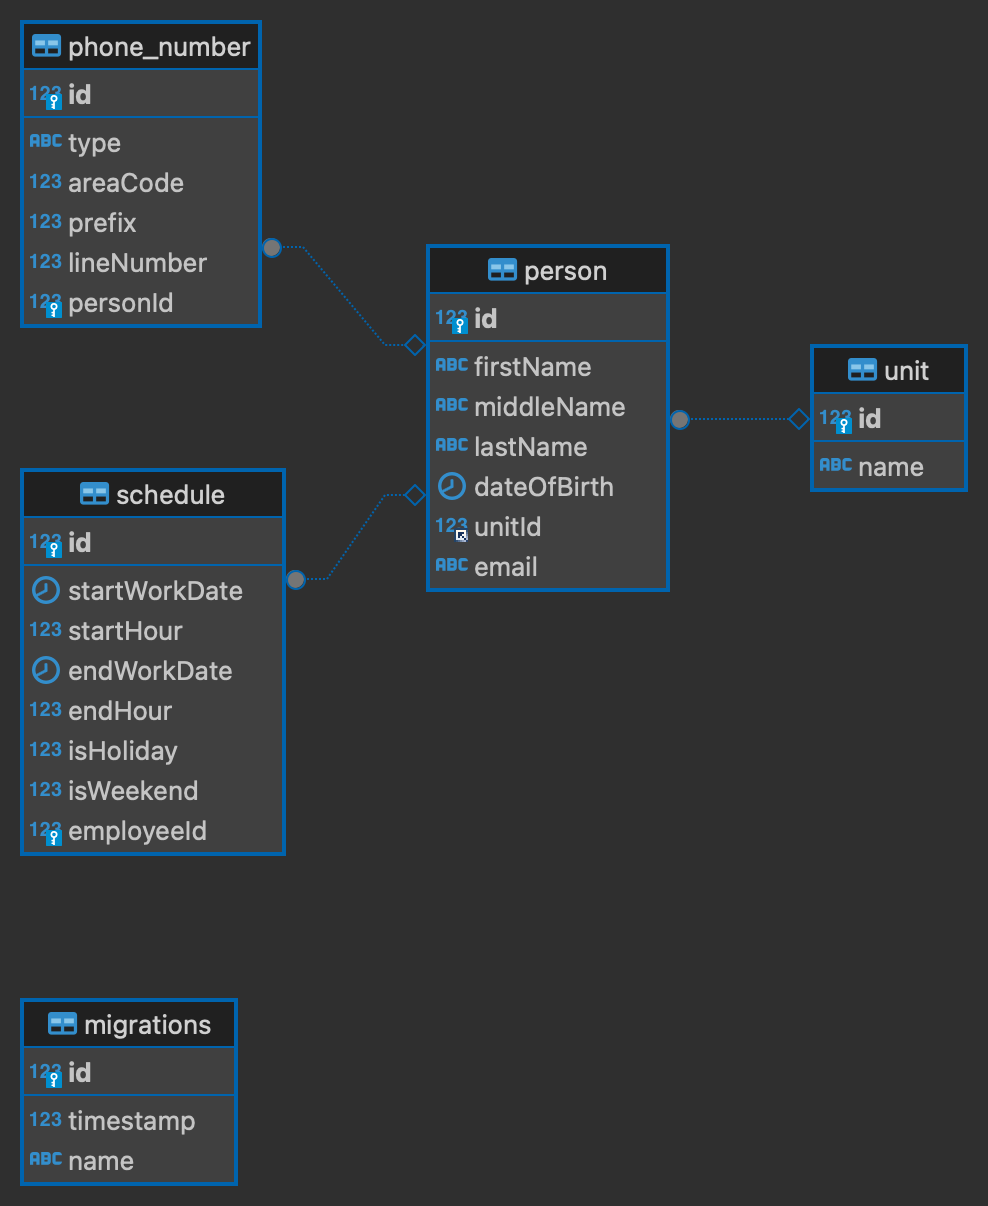 phone_number
123 id
ABC type
123 areaCode
123 prefix
123 lineNumber
123 personId
person
123 id
ABC firstName
ABC middleName
ABC lastName
dateOfBirth
123 unitId
ABC email
unit
123 id
ABC name
schedule
123 id
startWorkDate
123 startHour
endWorkDate
123 endHour
123 isHoliday
123 isWeekend
123 employeeId
migrations
123 id
123 timestamp
ABC name